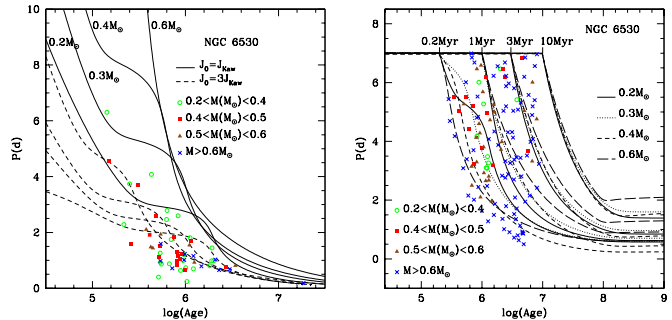 0.4M⊙
0.6M⊙
0.2M⊙
0.3M⊙
NGC 6530
J₀=J_Kaw
J₀=3J_Kaw
0.2<M(M⊙)<0.4
0.4<M(M⊙)<0.5
0.5<M(M⊙)<0.6
M>0.6M⊙
P(d)
10
8
6
4
2
0
5
6
7
log(Age)
NGC 6530
0.2Myr
1Myr
3Myr
10Myr
0.2M⊙
0.3M⊙
0.4M⊙
0.6M⊙
0.2<M(M⊙)<0.4
0.4<M(M⊙)<0.5
0.5<M(M⊙)<0.6
M>0.6M⊙
P(d)
8
6
4
2
0
5
6
7
8
9
log(Age)